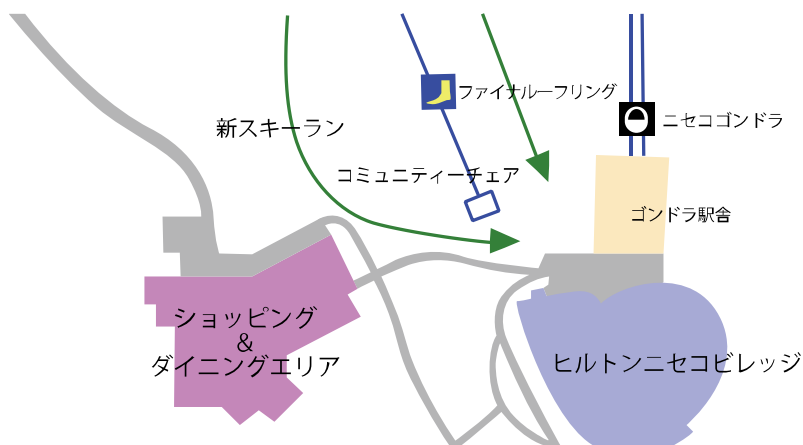 ファイナルーフリング
ニセコゴンドラ
新スキーラン
コミュニティーチェア
ゴンドラ駅舎
ショッピング
&
ダイニングエリア
ヒルトンニセコビレッジ